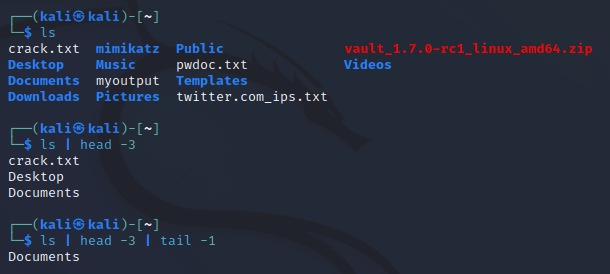 ┌──(kali㉿kali)-[~]
└─$ ls
crack.txt  mimikatz  Public               vault_1.7.0-rc1_linux_amd64.zip
Desktop    Music     pwdoc.txt            Videos
Documents  myoutput  Templates
Downloads  Pictures  twitter.com_ips.txt
┌──(kali㉿kali)-[~]
└─$ ls | head -3
crack.txt
Desktop
Documents
┌──(kali㉿kali)-[~]
└─$ ls | head -3 | tail -1
Documents